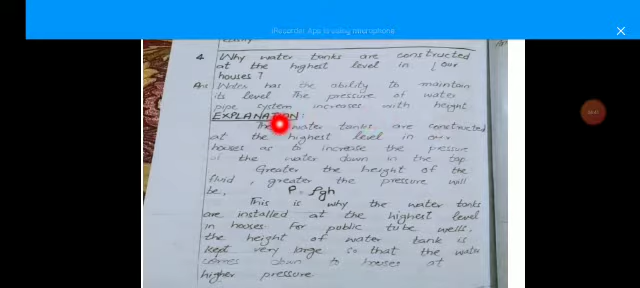 iRecorder App is using microphone
4 Why water tanks are constructed
at the highest level in our
houses ?
Ans Water has the ability to maintain
its level The pressure of water
pipe system increases with height
EXPLANATION:
The water tanks are constructed
at the highest level in our
houses as to increase the pressure
of the water down in the tap
Greater the height of the
fluid, greater the pressure will
be, P = ρgh
This is why the water tanks
are installed at the highest level
in houses. For public tube wells,
the height of water tank is
kept very large so that the water
comes down to houses at
higher pressure